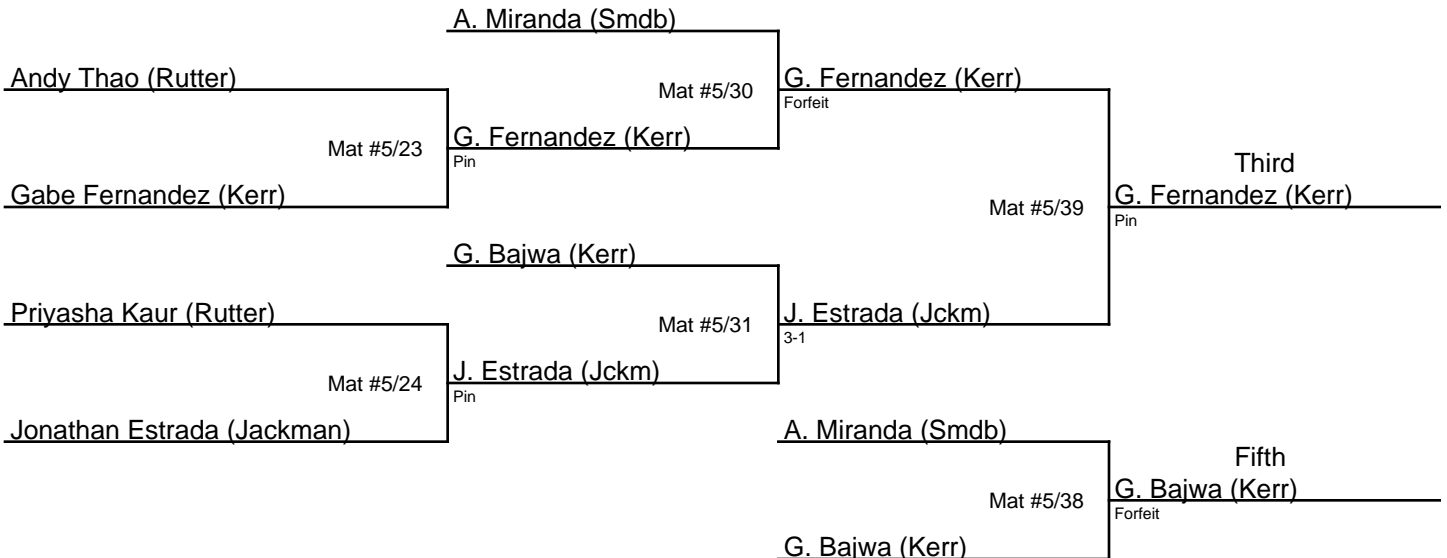 A. Miranda (Smdb)
Andy Thao (Rutter)
Mat #5/30
G. Fernandez (Kerr)
Forfeit
Mat #5/23
G. Fernandez (Kerr)
Pin
Gabe Fernandez (Kerr)
Third
Mat #5/39
G. Fernandez (Kerr)
Pin
G. Bajwa (Kerr)
Priyasha Kaur (Rutter)
Mat #5/31
J. Estrada (Jckm)
3-1
Mat #5/24
J. Estrada (Jckm)
Pin
Jonathan Estrada (Jackman)
A. Miranda (Smdb)
Fifth
Mat #5/38
G. Bajwa (Kerr)
Forfeit
G. Bajwa (Kerr)